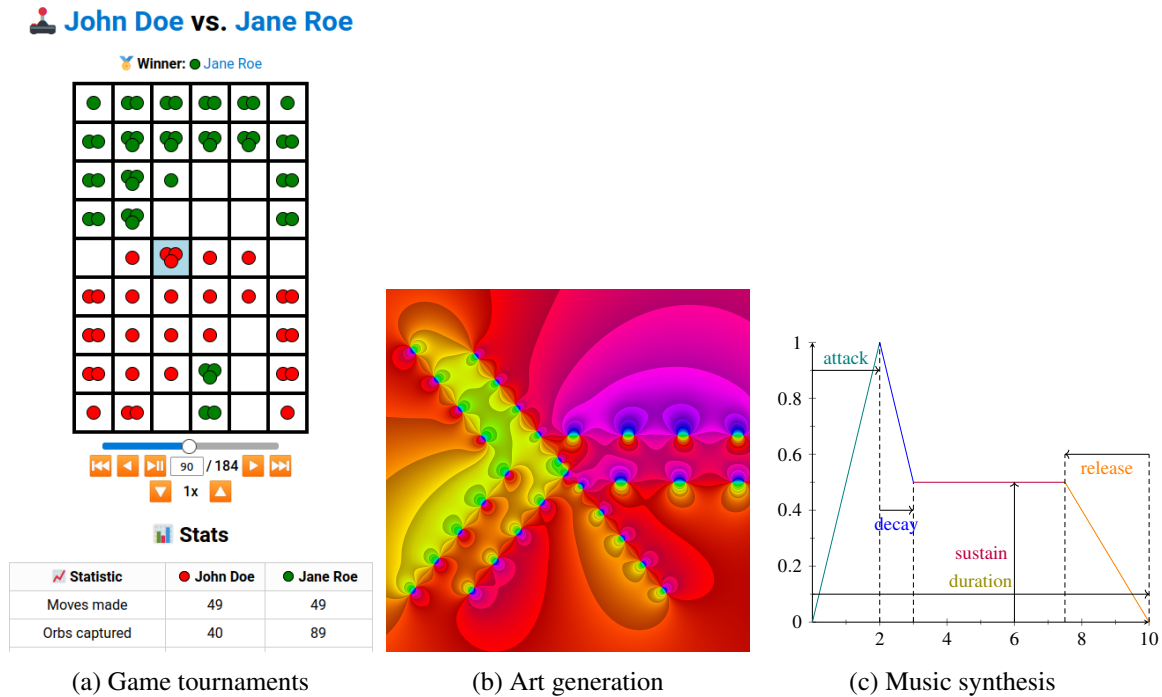 John Doe vs. Jane Roe
Winner: Jane Roe
90 / 184
1x
Stats
Statistic John Doe Jane Roe
Moves made 49 49
Orbs captured 40 89
(a) Game tournaments
(b) Art generation
1
0.8
0.6
0.4
0.2
0
attack
decay
sustain
duration
release
2 4 6 8 10
(c) Music synthesis